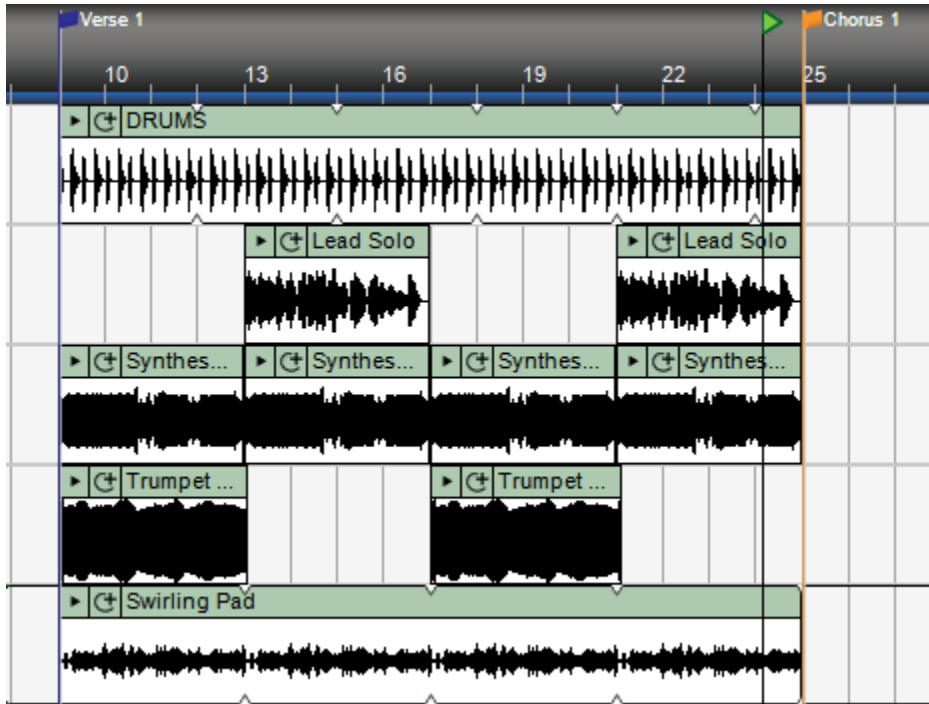 Verse 1 Chorus 1
10 13 16 19 22 25
DRUMS
Lead Solo Lead Solo
Synthes... Synthes... Synthes... Synthes...
Trumpet ... Trumpet ...
Swirling Pad